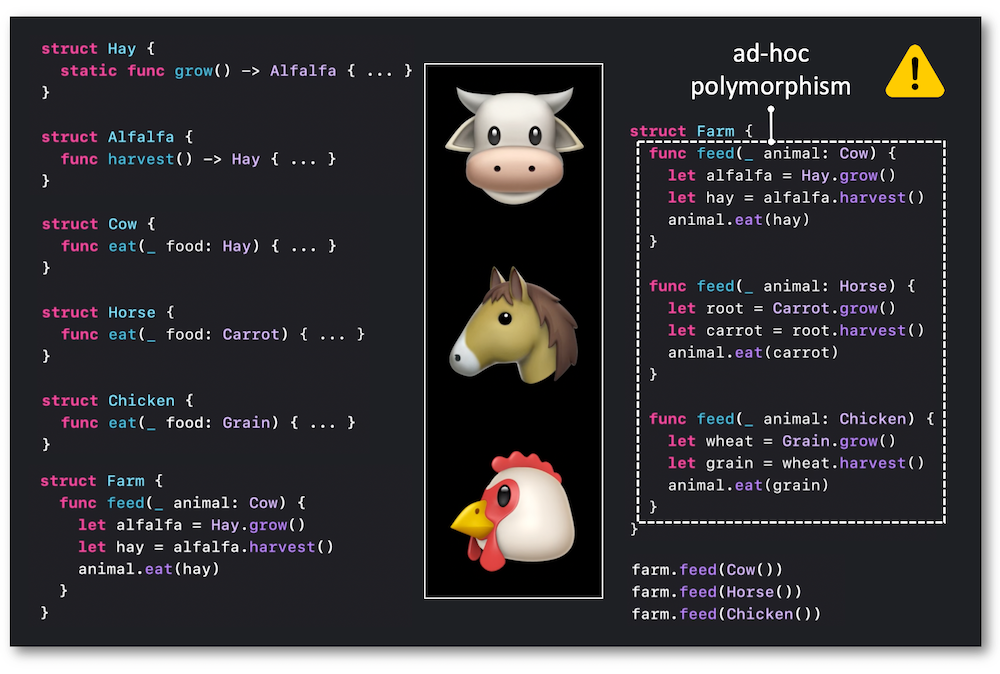 struct Hay {
static func grow() -> Alfalfa { ... }
}
struct Alfalfa {
func harvest() -> Hay { ... }
}
struct Cow {
func eat(_ food: Hay) { ... }
}
struct Horse {
func eat(_ food: Carrot) { ... }
}
struct Chicken {
func eat(_ food: Grain) { ... }
}
struct Farm {
func feed(_ animal: Cow) {
let alfalfa = Hay.grow()
let hay = alfalfa.harvest()
animal.eat(hay)
}
}
ad-hoc
polymorphism
!
struct Farm {
func feed(_ animal: Cow) {
let alfalfa = Hay.grow()
let hay = alfalfa.harvest()
animal.eat(hay)
}
func feed(_ animal: Horse) {
let root = Carrot.grow()
let carrot = root.harvest()
animal.eat(carrot)
}
func feed(_ animal: Chicken) {
let wheat = Grain.grow()
let grain = wheat.harvest()
animal.eat(grain)
}
}
farm.feed(Cow())
farm.feed(Horse())
farm.feed(Chicken())